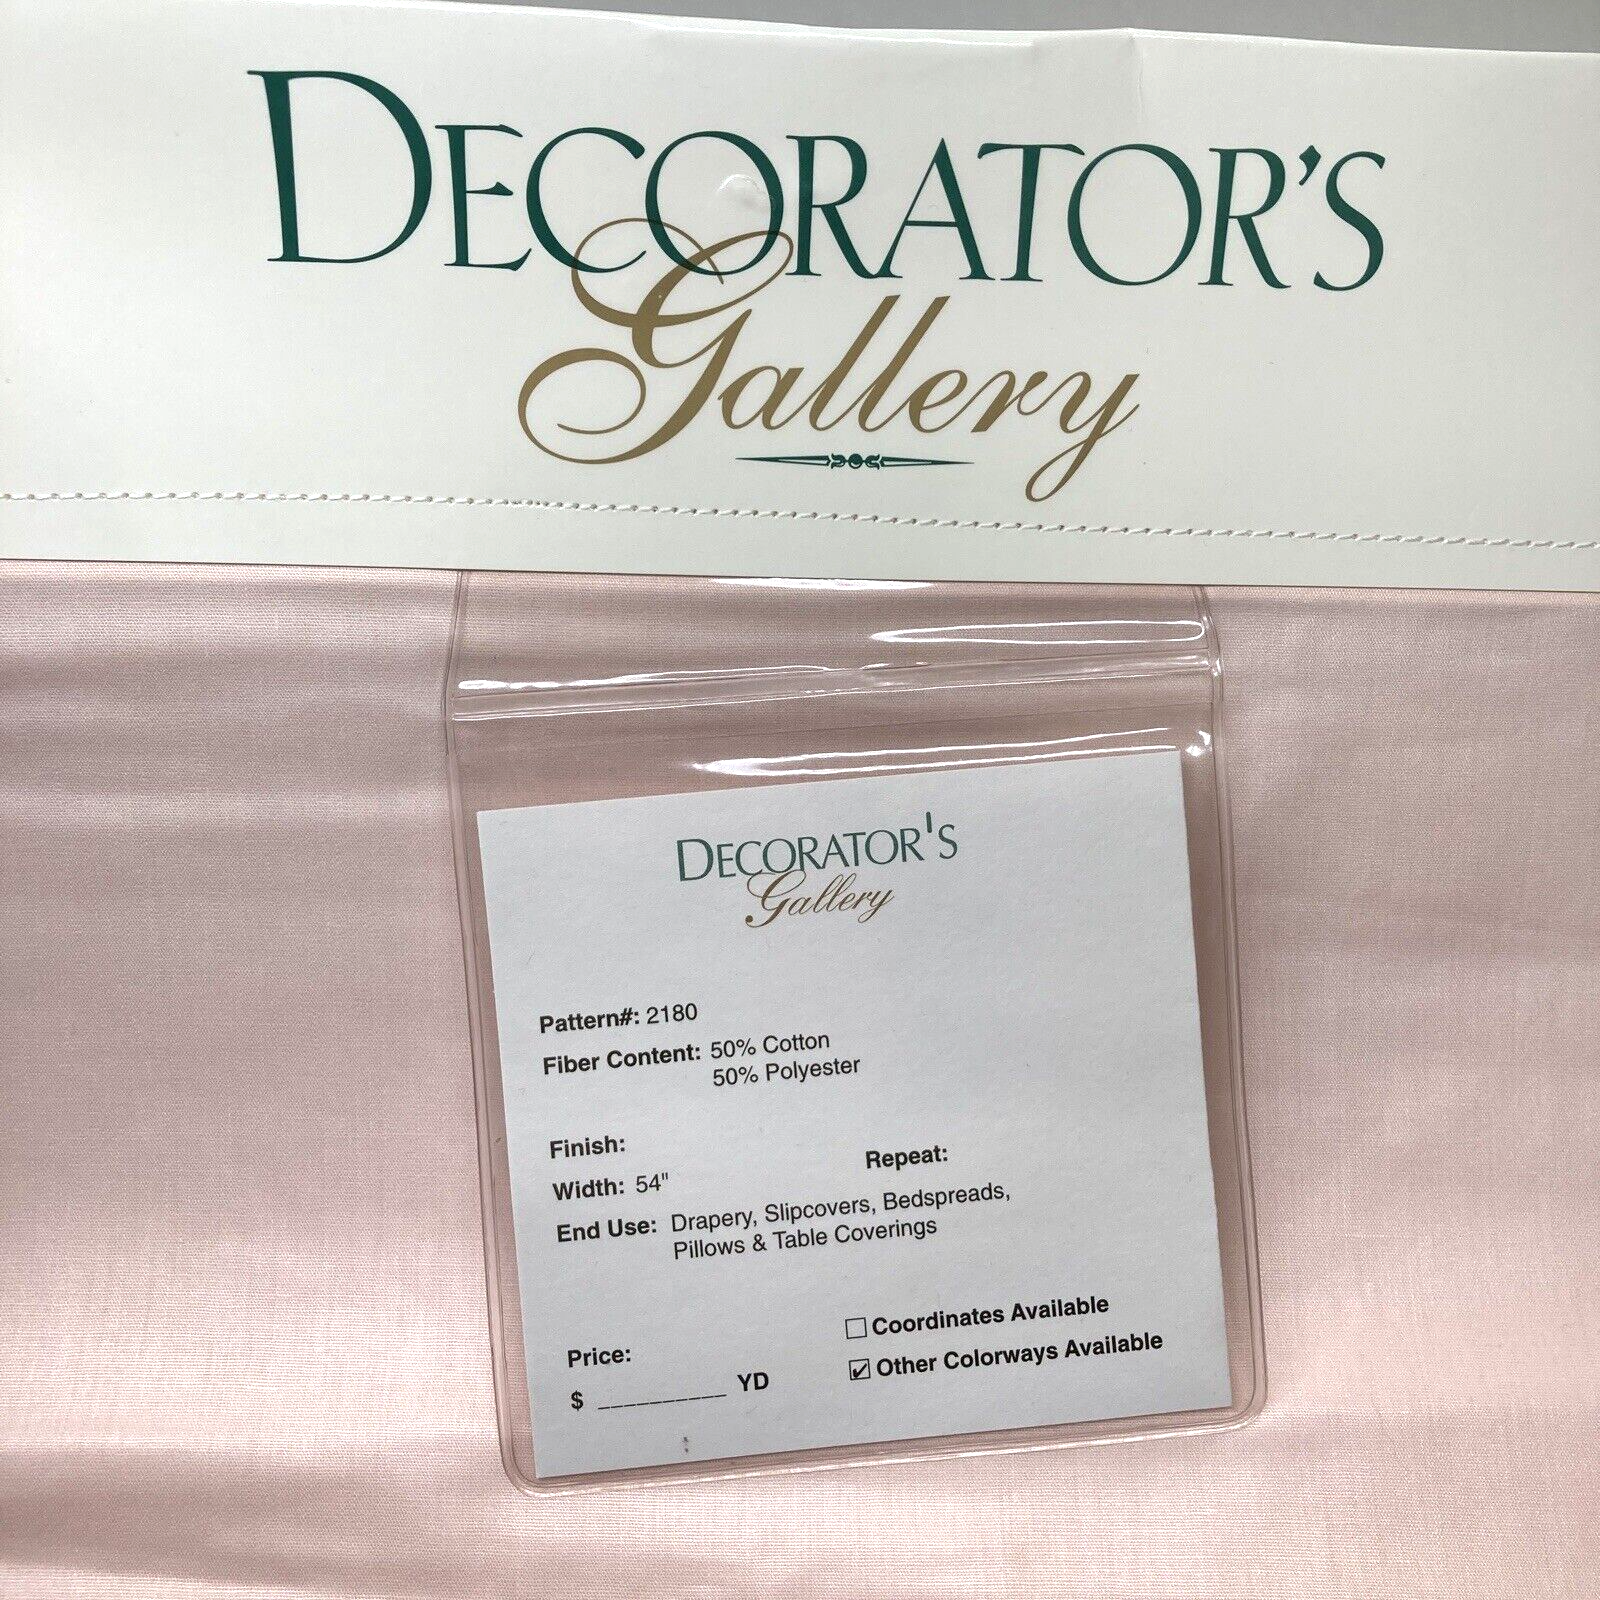 DECORATOR'S
Gallery
DECORATOR'S
Gallery
Pattern#: 2180
Fiber Content: 50% Cotton
50% Polyester
Finish:
Repeat:
Width: 54"
End Use: Drapery, Slipcovers, Bedspreads,
Pillows & Table Coverings
☐ Coordinates Available
Price:
☑ Other Colorways Available
$ __________ YD